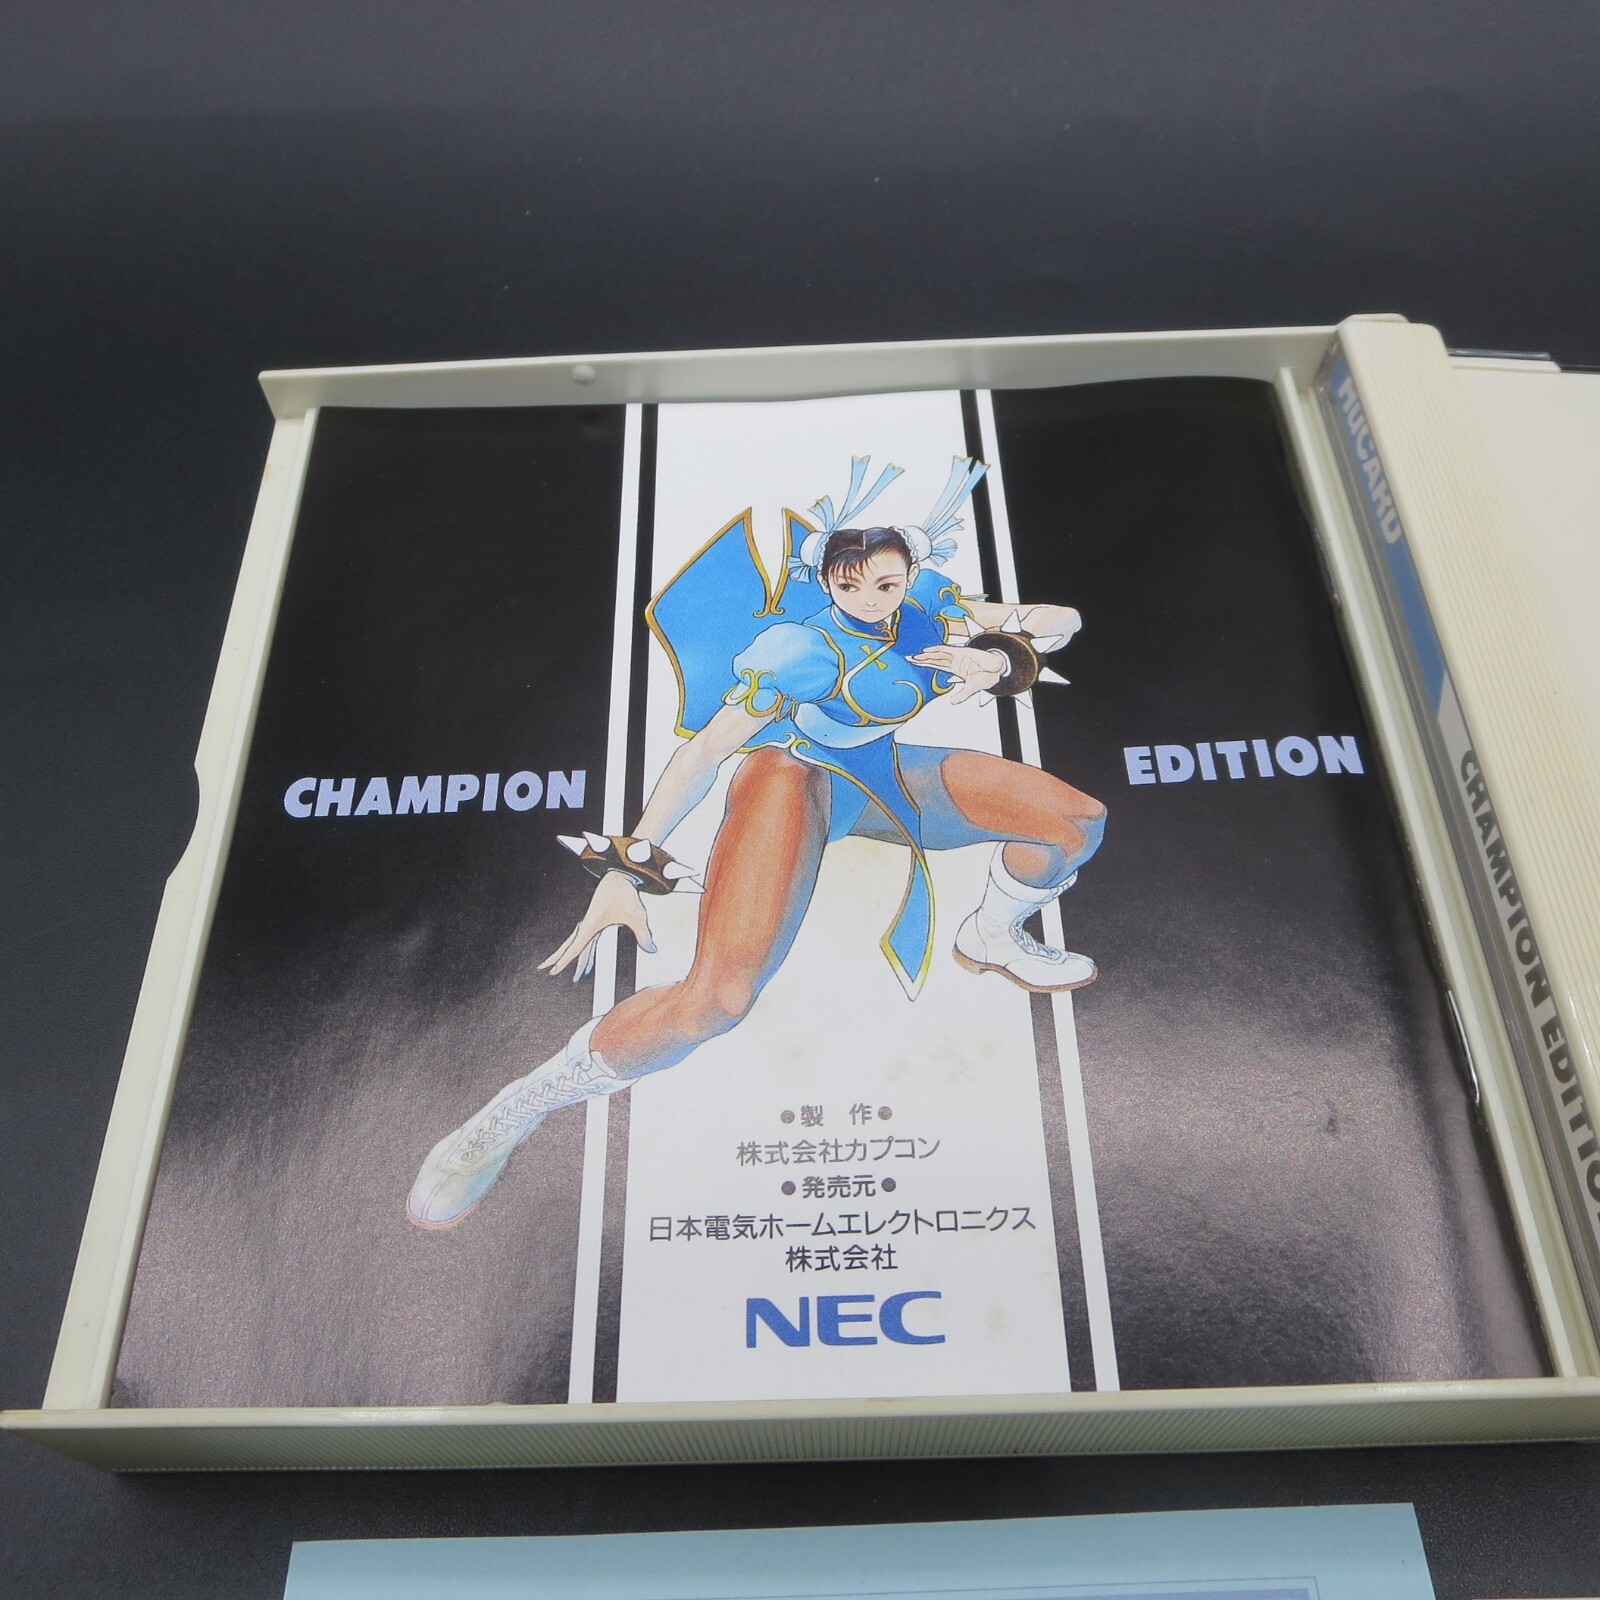 CHAMPION EDITION
●製 作●
株式会社カプコン
●発売元●
日本電気ホームエレクトロニクス
株式会社
NEC
HuCARD
CHAMPION EDITION